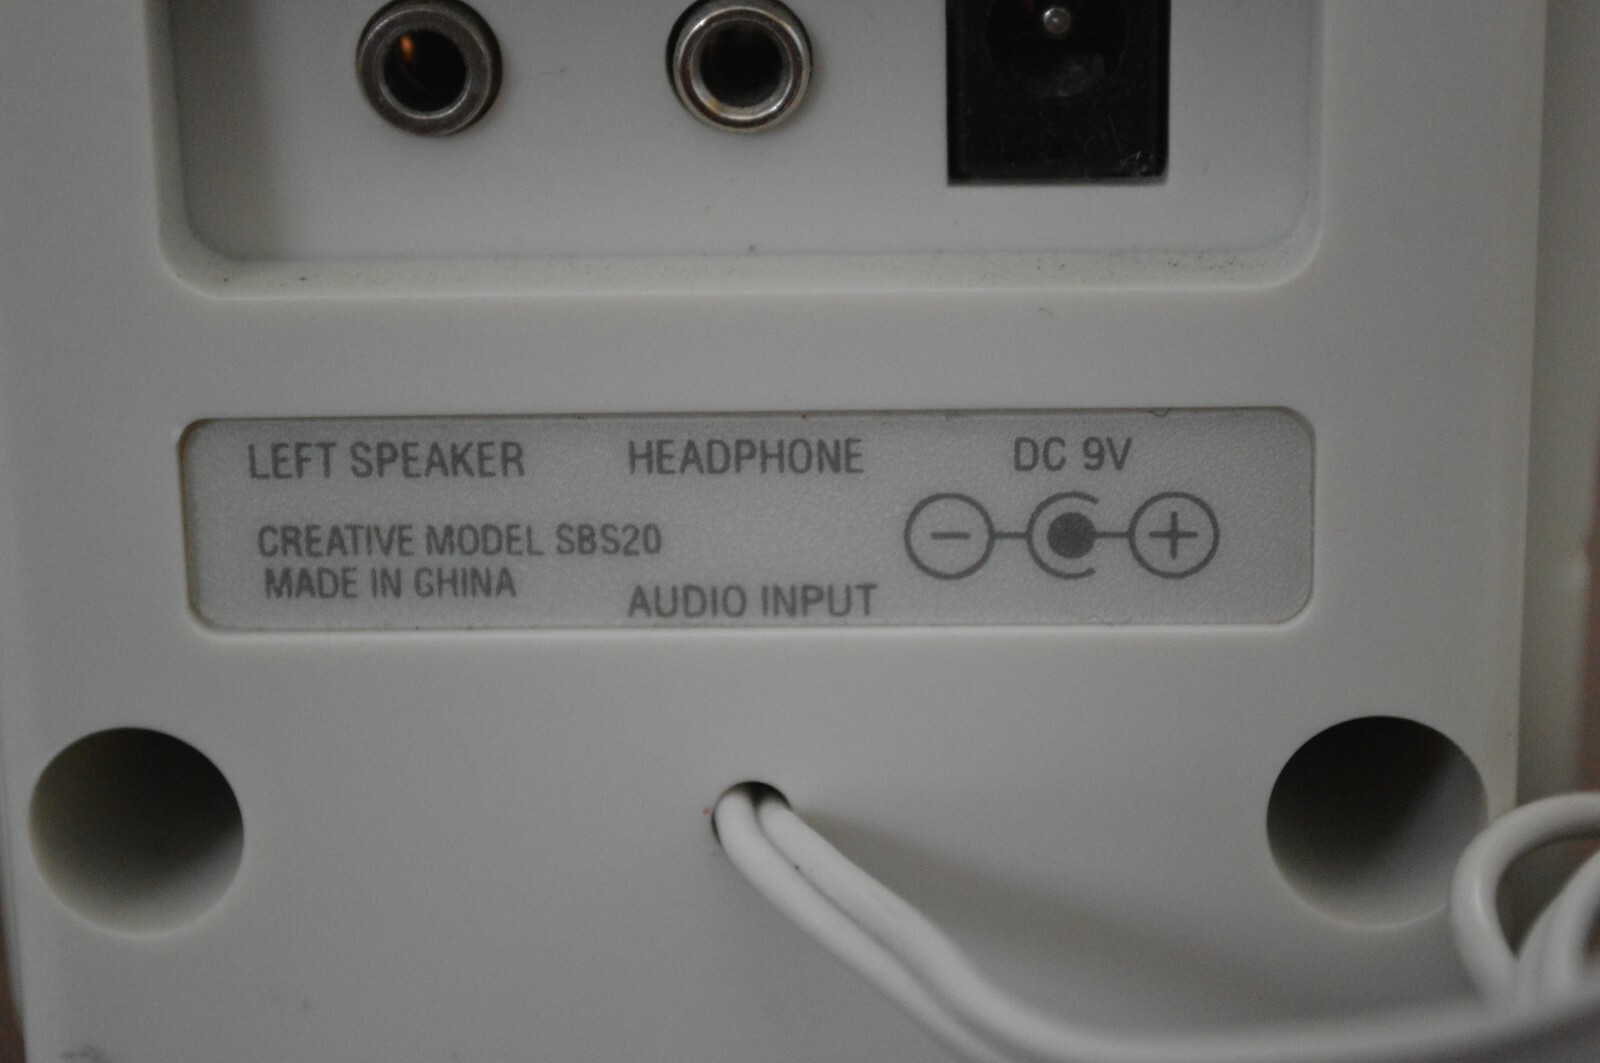 LEFT SPEAKER HEADPHONE DC 9V
CREATIVE MODEL SBS20
MADE IN CHINA
AUDIO INPUT